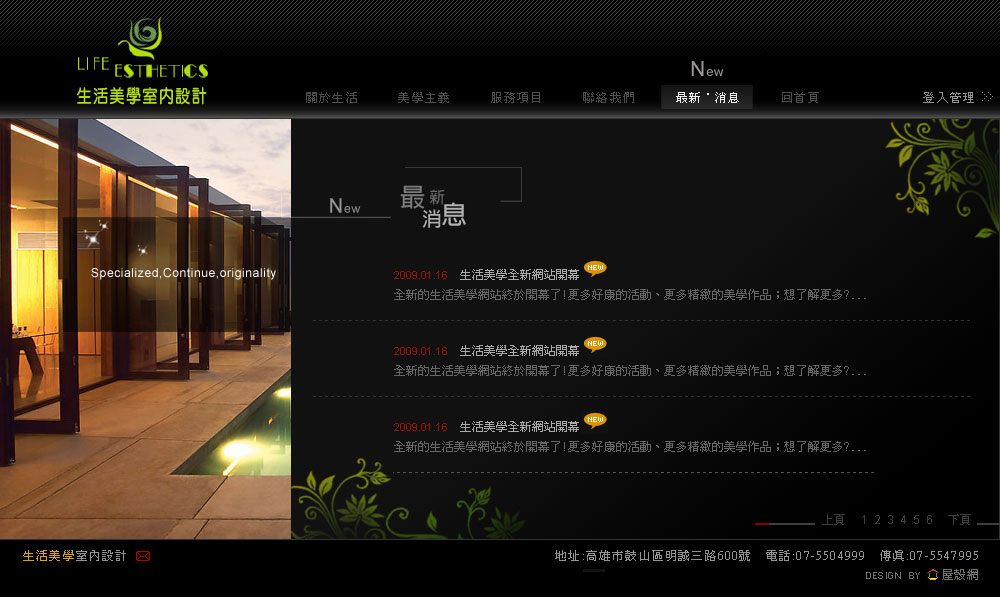 LIFE
ESTHETICS
生活美學室內設計
New
關於生活
美學主義
服務項目
聯絡我們
最新˙消息
回首頁
登入管理
Specialized,Continue,originality
New
最新
消息
2009.01.16 生活美學全新網站開幕 NEW
全新的生活美學網站終於開幕了!更多好康的活動、更多精緻的美學作品；想了解更多?...
2009.01.16 生活美學全新網站開幕 NEW
全新的生活美學網站終於開幕了!更多好康的活動、更多精緻的美學作品；想了解更多?...
2009.01.16 生活美學全新網站開幕 NEW
全新的生活美學網站終於開幕了!更多好康的活動、更多精緻的美學作品；想了解更多?...
上頁 1 2 3 4 5 6 下頁
生活美學室內設計
地址:高雄市鼓山區明誠三路600號 電話:07-5504999 傳真:07-5547995
DESIGN BY 屋殼網